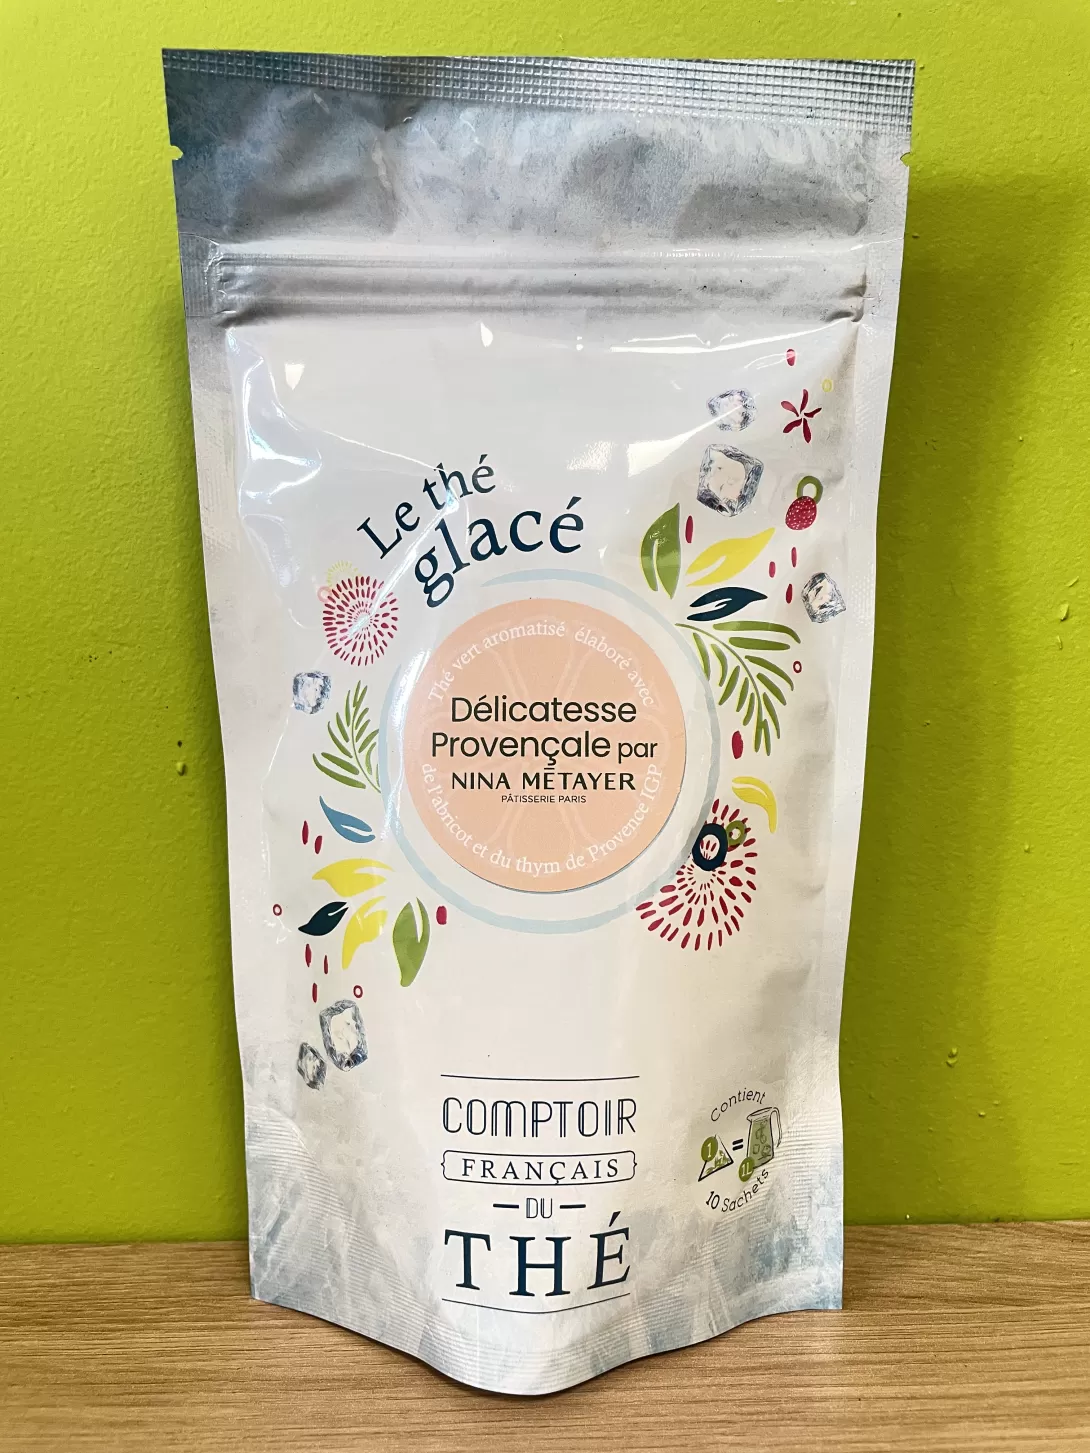 Le thé
glacé
Thé vert aromatisé élaboré avec
Délicatesse
Provençale par
NINA MÉTAYER
PÂTISSERIE PARIS
de l'abricot et du thym de Provence IGP
COMPTOIR
FRANÇAIS
DU
THÉ
Contient
1 = 1L
10 Sachets